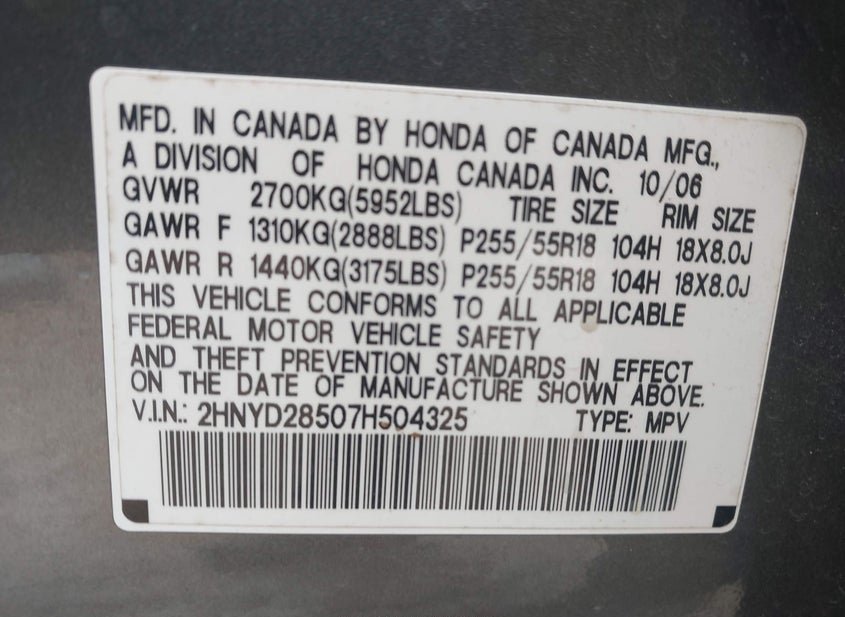 MFD. IN CANADA BY HONDA OF CANADA MFG.,
A DIVISION OF HONDA CANADA INC. 10/06
GVWR 2700KG(5952LBS) TIRE SIZE RIM SIZE
GAWR F 1310KG(2888LBS) P255/55R18 104H 18X8.0J
GAWR R 1440KG(3175LBS) P255/55R18 104H 18X8.0J
THIS VEHICLE CONFORMS TO ALL APPLICABLE
FEDERAL MOTOR VEHICLE SAFETY
AND THEFT PREVENTION STANDARDS IN EFFECT
ON THE DATE OF MANUFACTURE SHOWN ABOVE.
V.I.N.: 2HNYD28507H504325 TYPE: MPV